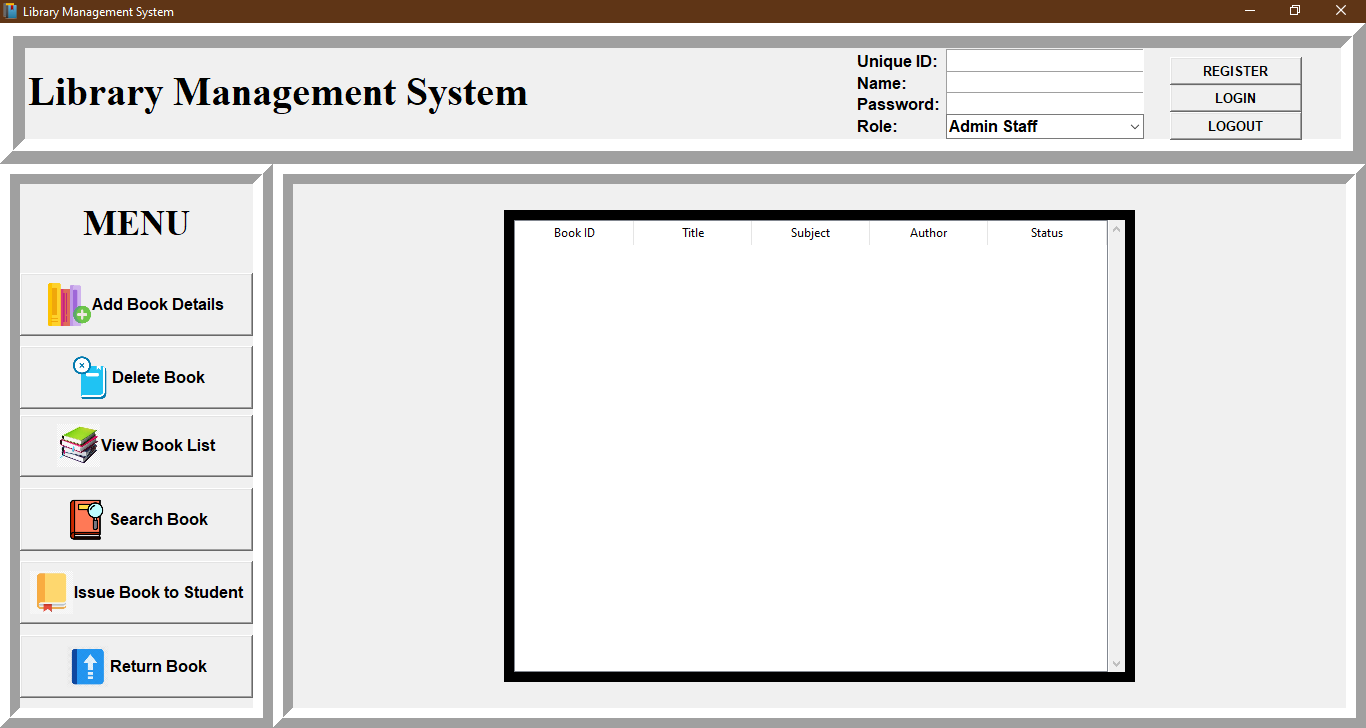 Library Management System
Library Management System
Unique ID:
Name:
Password:
Role:
Admin Staff
REGISTER
LOGIN
LOGOUT
MENU
Add Book Details
Delete Book
View Book List
Search Book
Issue Book to Student
Return Book
Book ID Title Subject Author Status